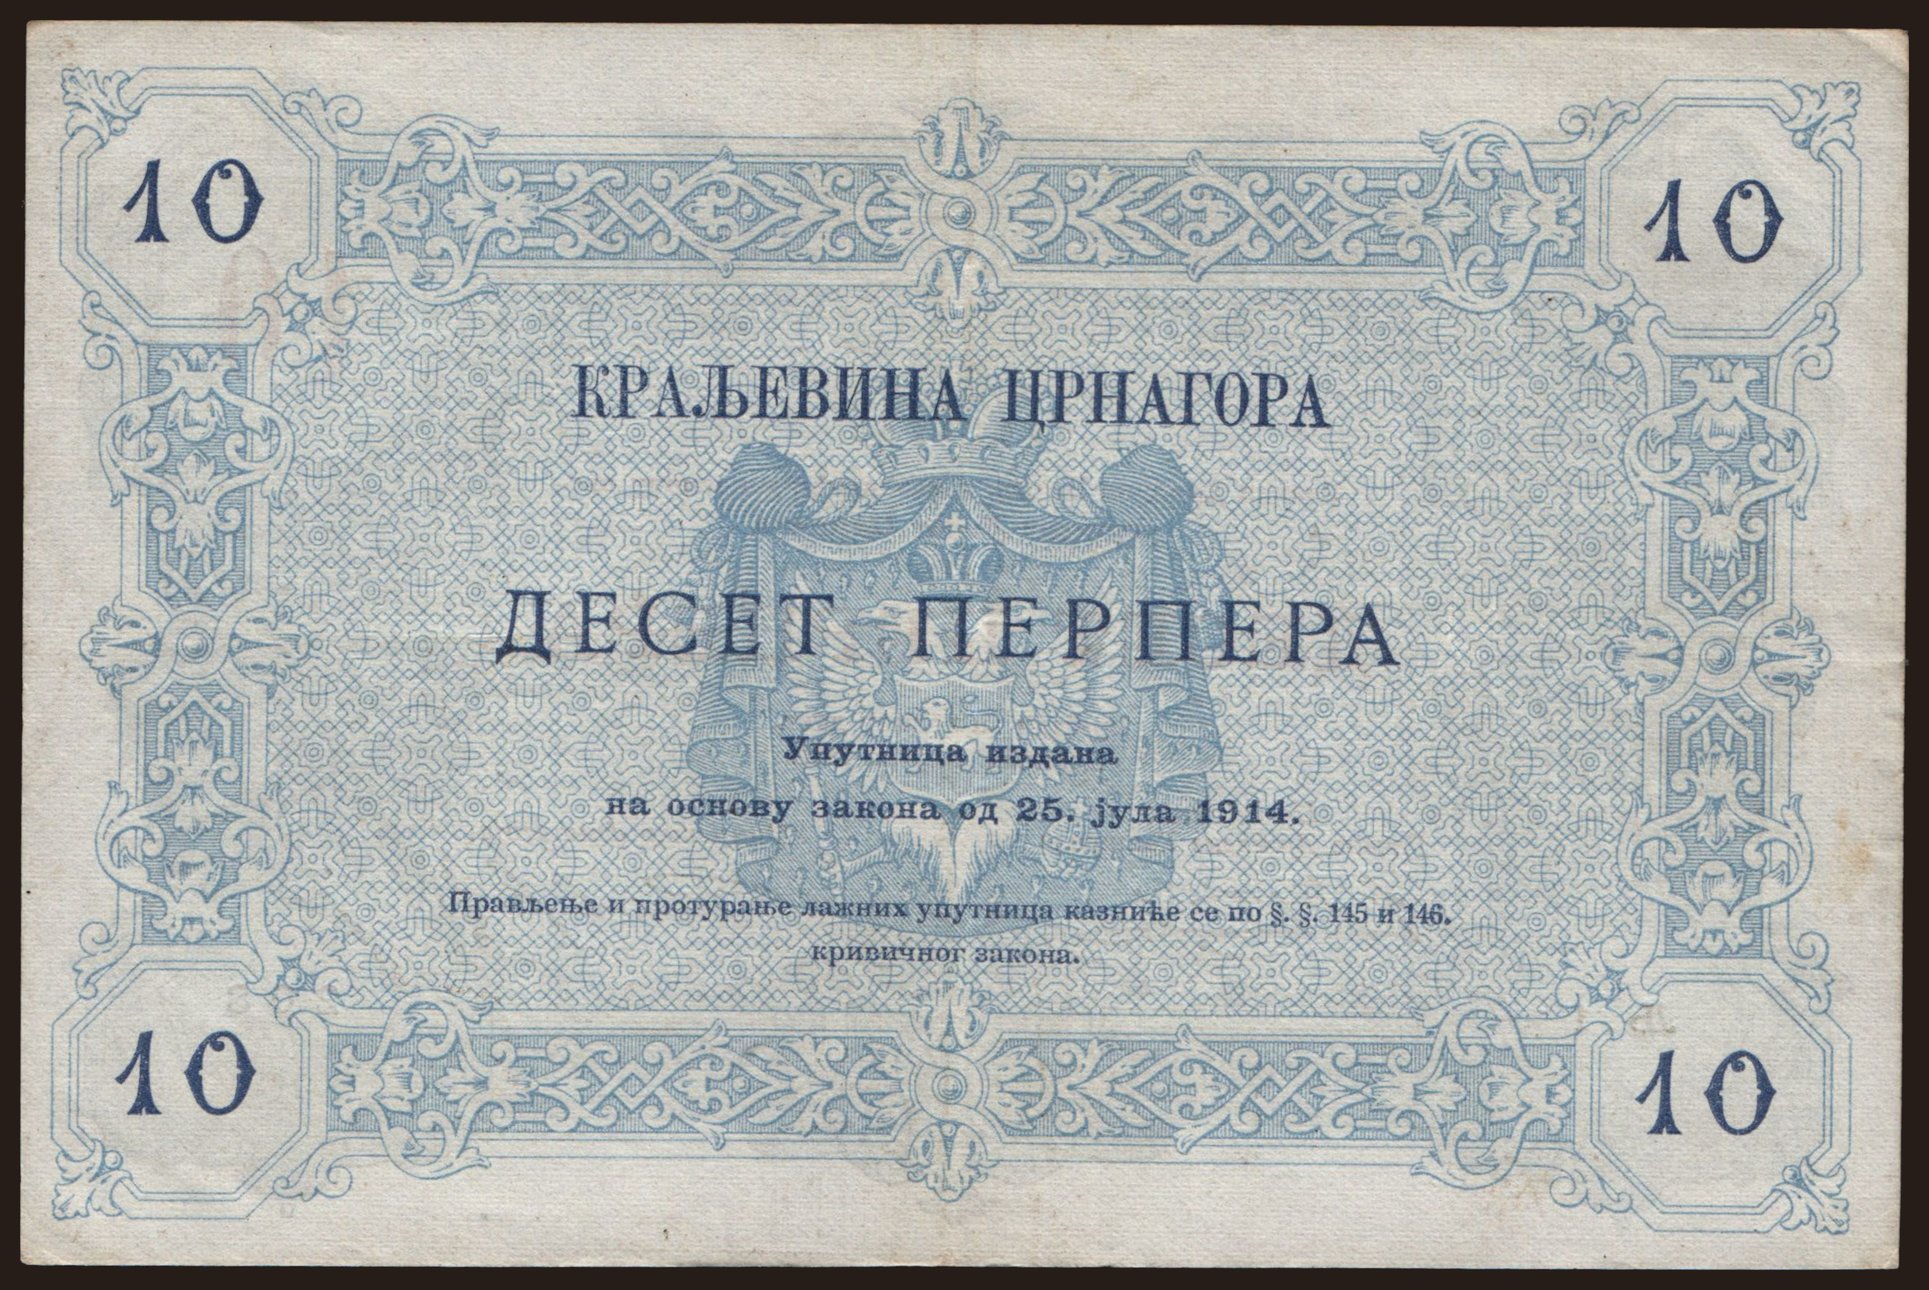 10 10
КРАЉЕВИНА ЦРНАГОРА
ДЕСЕТ ПЕРПЕРА
Упутница издана
на основу закона од 25. јула 1914.
Прављење и протурање лажних упутница казниће се по §. §. 145 и 146.
кривичног закона.
10 10